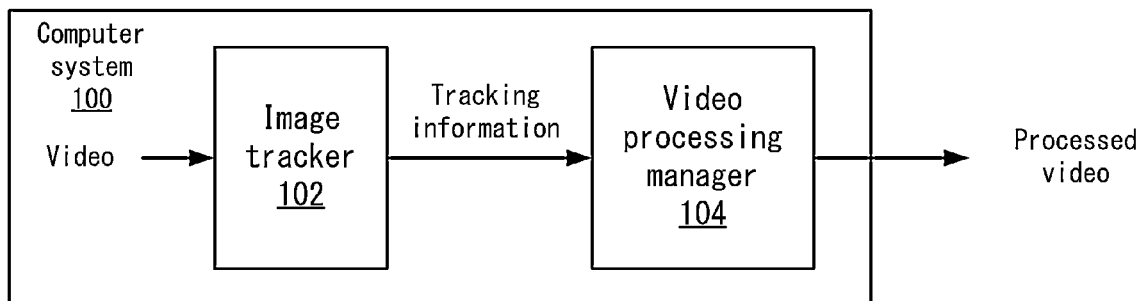 Computer
system
100
Video
Image
tracker
102
Tracking
information
Video
processing
manager
104
Processed
video